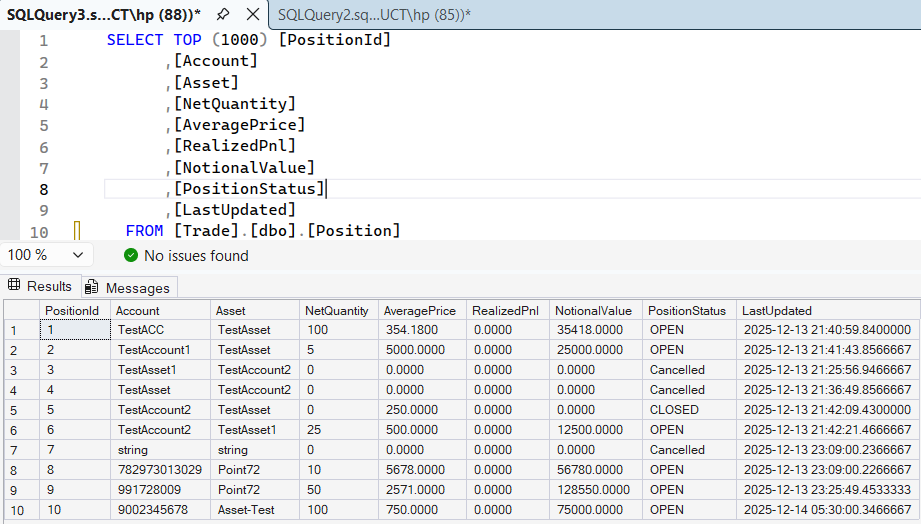 SQLQuery3.s...CT\hp (88))* SQLQuery2.sq...UCT\hp (85))*
1 SELECT TOP (1000) [PositionId]
2 ,[Account]
3 ,[Asset]
4 ,[NetQuantity]
5 ,[AveragePrice]
6 ,[RealizedPnl]
7 ,[NotionalValue]
8 ,[PositionStatus]
9 ,[LastUpdated]
10 FROM [Trade].[dbo].[Position]
100 % No issues found
Results Messages
PositionId Account Asset NetQuantity AveragePrice RealizedPnl NotionalValue PositionStatus LastUpdated
1 1 TestACC TestAsset 100 354.1800 0.0000 35418.0000 OPEN 2025-12-13 21:40:59.8400000
2 2 TestAccount1 TestAsset 5 5000.0000 0.0000 25000.0000 OPEN 2025-12-13 21:41:43.8566667
3 3 TestAsset1 TestAccount2 0 0.0000 0.0000 0.0000 Cancelled 2025-12-13 21:25:56.9466667
4 4 TestAsset TestAccount2 0 0.0000 0.0000 0.0000 Cancelled 2025-12-13 21:36:49.8566667
5 5 TestAccount2 TestAsset 0 250.0000 0.0000 0.0000 CLOSED 2025-12-13 21:42:09.4300000
6 6 TestAccount2 TestAsset1 25 500.0000 0.0000 12500.0000 OPEN 2025-12-13 21:42:21.4666667
7 7 string string 0 0.0000 0.0000 0.0000 Cancelled 2025-12-13 23:09:00.2366667
8 8 782973013029 Point72 10 5678.0000 0.0000 56780.0000 OPEN 2025-12-13 23:09:00.2266667
9 9 991728009 Point72 50 2571.0000 0.0000 128550.0000 OPEN 2025-12-13 23:25:49.4533333
10 10 9002345678 Asset-Test 100 750.0000 0.0000 75000.0000 OPEN 2025-12-14 05:30:00.3466667